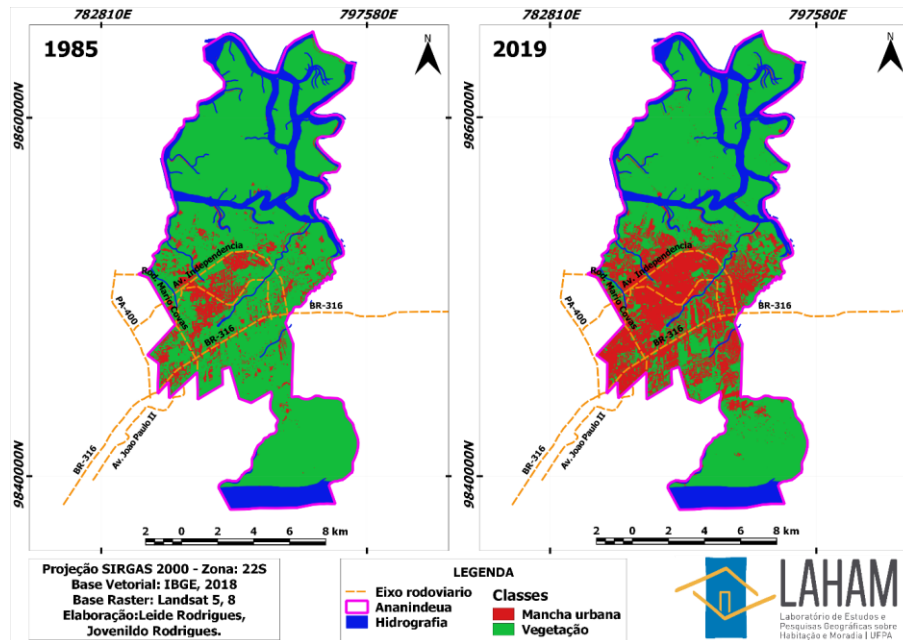 782810E
797580E
782810E
797580E
1985
2019
9860000N
9860000N
Av. Independencia
Rod. Mario Covas
PA-400
BR-316
BR-316
BR-316
Av. Joao Paulo II
Av. Independencia
Rod. Mario Covas
PA-400
BR-316
BR-316
BR-316
Av. Joao Paulo II
9840000N
9840000N
2 0 2 4 6 8 km
2 0 2 4 6 8 km
Projeção SIRGAS 2000 - Zona: 22S
Base Vetorial: IBGE, 2018
Base Raster: Landsat 5, 8
Elaboração:Leide Rodrigues,
Jovenildo Rodrigues.
LEGENDA
Eixo rodoviario
Ananindeua
Hidrografia
Classes
Mancha urbana
Vegetação
LAHAM
Laboratório de Estudos e
Pesquisas Geográficas sobre
Habitação e Moradia | UFPA